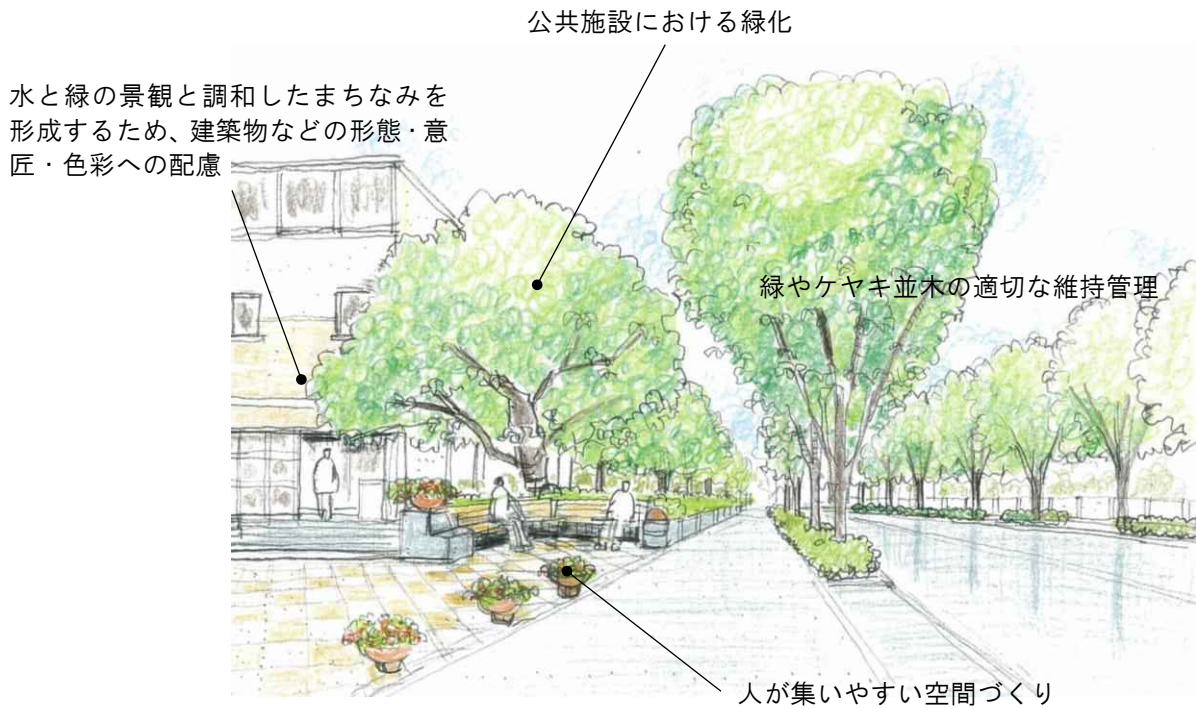 公共施設における緑化
水と緑の景観と調和したまちなみを
形成するため、建築物などの形態・意
匠・色彩への配慮
緑やケヤキ並木の適切な維持管理
人が集いやすい空間づくり